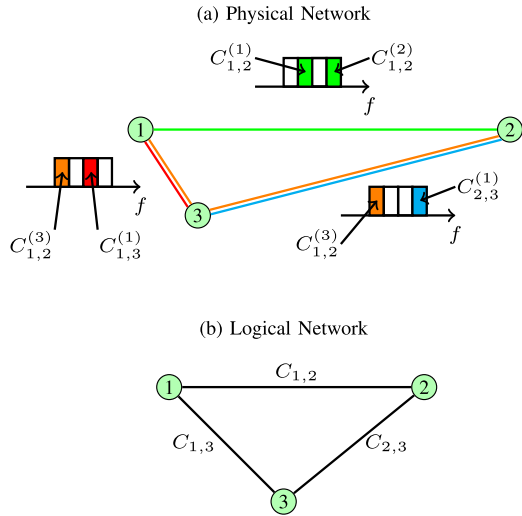 (a) Physical Network
C_{1,2}^{(1)} C_{1,2}^{(2)}
f
1 2
C_{2,3}^{(1)}
3
f f
C_{1,2}^{(3)} C_{1,3}^{(1)} C_{1,2}^{(3)}
(b) Logical Network
C_{1,2}
1 2
C_{1,3} C_{2,3}
3